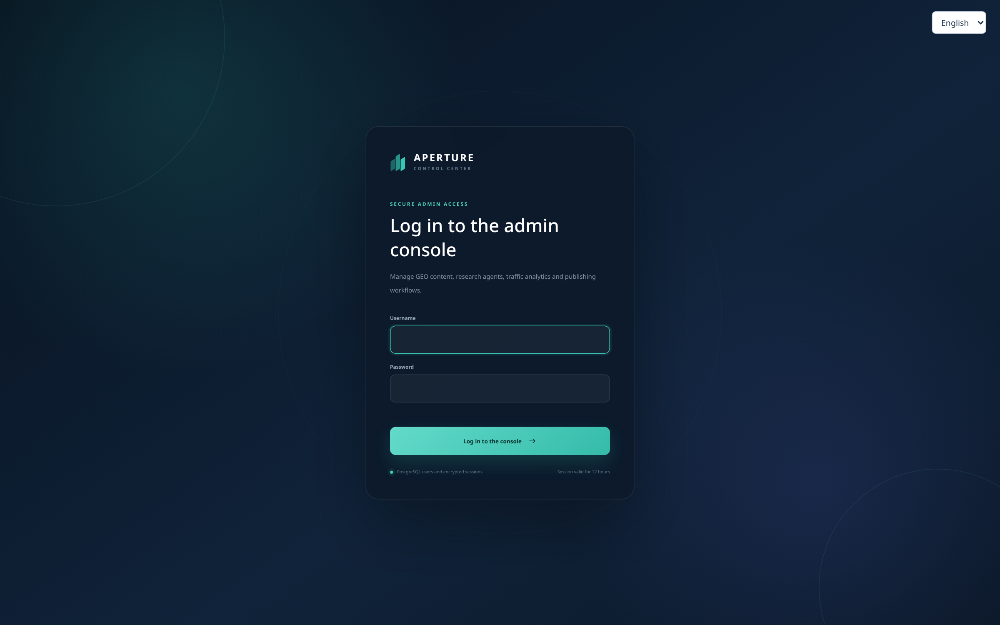 English
APERTURE
CONTROL CENTER
SECURE ADMIN ACCESS
Log in to the admin
console
Manage GEO content, research agents, traffic analytics and publishing
workflows.
Username
Password
Log in to the console
PostgreSQL users and encrypted sessions
Session valid for 12 hours